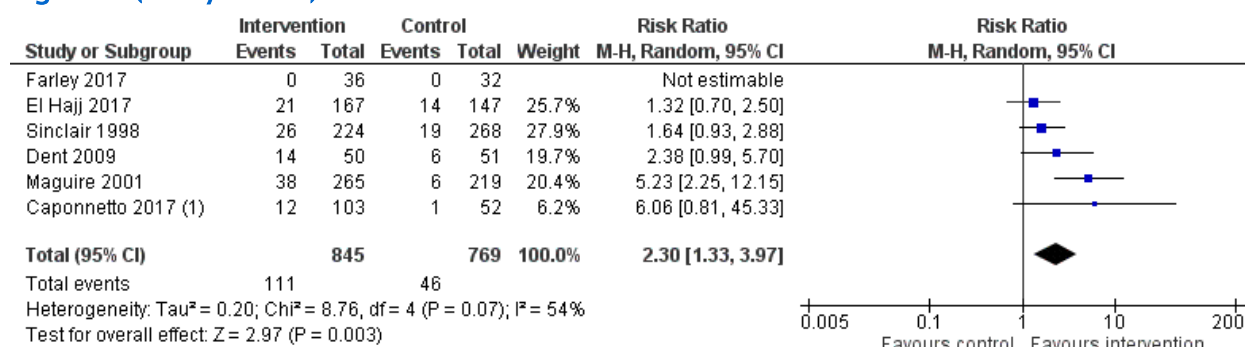 Intervention Control Risk Ratio Risk Ratio
Study or Subgroup Events Total Events Total Weight M-H, Random, 95% CI M-H, Random, 95% CI
Farley 2017 0 36 0 32 Not estimable
El Hajj 2017 21 167 14 147 25.7% 1.32 [0.70, 2.50]
Sinclair 1998 26 224 19 268 27.9% 1.64 [0.93, 2.88]
Dent 2009 14 50 6 51 19.7% 2.38 [0.99, 5.70]
Maguire 2001 38 265 6 219 20.4% 5.23 [2.25, 12.15]
Caponnetto 2017 (1) 12 103 1 52 6.2% 6.06 [0.81, 45.33]
Total (95% CI) 845 769 100.0% 2.30 [1.33, 3.97]
Total events 111 46
Heterogeneity: Tau² = 0.20; Chi² = 8.76, df = 4 (P = 0.07); I² = 54%
Test for overall effect: Z = 2.97 (P = 0.003)
0.005 0.1 1 10 200
Favours control Favours intervention